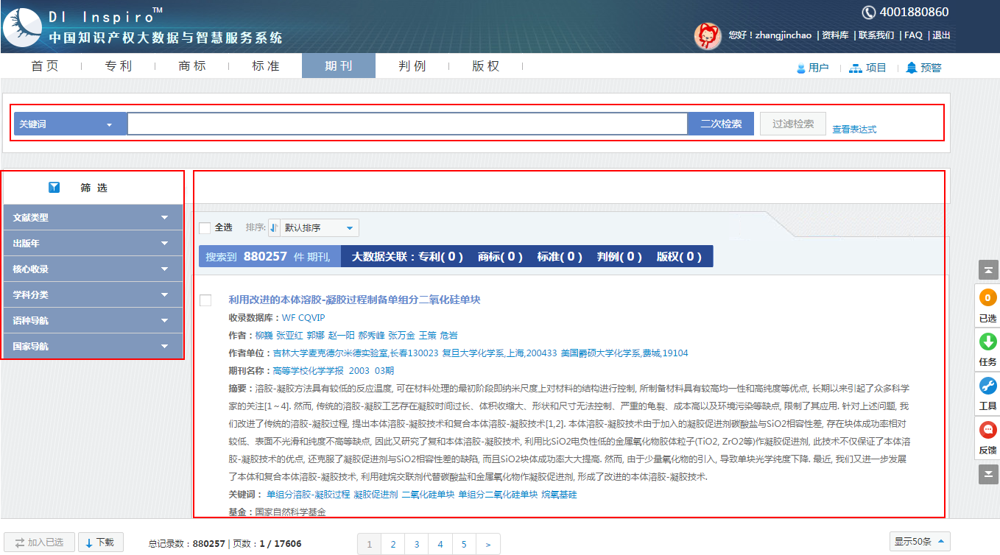 DI Inspiro™
中国知识产权大数据与智慧服务系统
4001880860
您好！zhangjinchao | 资料库 | 联系我们 | FAQ | 退出
首页 专利 商标 标准 期刊 判例 版权
用户 项目 预警
关键词 二次检索 过滤检索 查看表达式
筛 选
文献类型
出版年
核心收录
学科分类
语种导航
国家导航
全选 排序: 默认排序
搜索到 880257 件 期刊, 大数据关联：专利( 0 ) 商标( 0 ) 标准( 0 ) 判例( 0 ) 版权( 0 )
利用改进的本体溶胶-凝胶过程制备单组分二氧化硅单块
收录数据库：WF CQVIP
作者：柳巍 张亚红 郭娜 赵一阳 郝秀峰 张万金 王策 危岩
作者单位：吉林大学麦克德尔米德实验室,长春130023 复旦大学化学系,上海,200433 美国爵硕大学化学系,费城,19104
期刊名称：高等学校化学学报 2003 03期
摘要：溶胶-凝胶方法具有较低的反应温度, 可在材料处理的最初阶段即纳米尺度上对材料的结构进行控制, 所制备材料具有较高均一性和高纯度等优点, 长期以来引起了众多科学
家的关注[1～4]. 然而, 传统的溶胶-凝胶工艺存在凝胶时间过长、体积收缩大、形状和尺寸无法控制、严重的龟裂、成本高以及环境污染等缺点, 限制了其应用. 针对上述问题, 我
们改进了传统的溶胶-凝胶过程, 提出本体溶胶-凝胶技术和复合本体溶胶-凝胶技术[1,2]. 本体溶胶-凝胶技术由于加入的凝胶促进剂碳酸盐与SiO2相容性差, 存在块体成功率相对
较低、表面不光滑和纯度不高等缺点, 因此又研究了复和本体溶胶-凝胶技术, 利用比SiO2电负性低的金属氧化物胶体粒子(TiO2, ZrO2等)作凝胶促进剂, 此技术不仅保证了本体溶
胶-凝胶技术的优点, 还克服了凝胶促进剂与SiO2相容性差的缺陷, 而且SiO2块体成功率大大提高. 然而, 由于少量氧化物的引入, 导致单块光学纯度下降. 最近, 我们又进一步发展
了本体和复合本体溶胶-凝胶技术, 利用硅烷交联剂代替碳酸盐和金属氧化物作凝胶促进剂, 形成了改进的本体溶胶-凝胶技术.
关键词： 单组分溶胶-凝胶过程 凝胶促进剂 二氧化硅单块 单组分二氧化硅单块 烷氧基硅
基金：国家自然科学基金
0
已选
任务
工具
反馈
加入已选 下载 总记录数：880257 | 页数：1 / 17606 1 2 3 4 5 > 显示50条